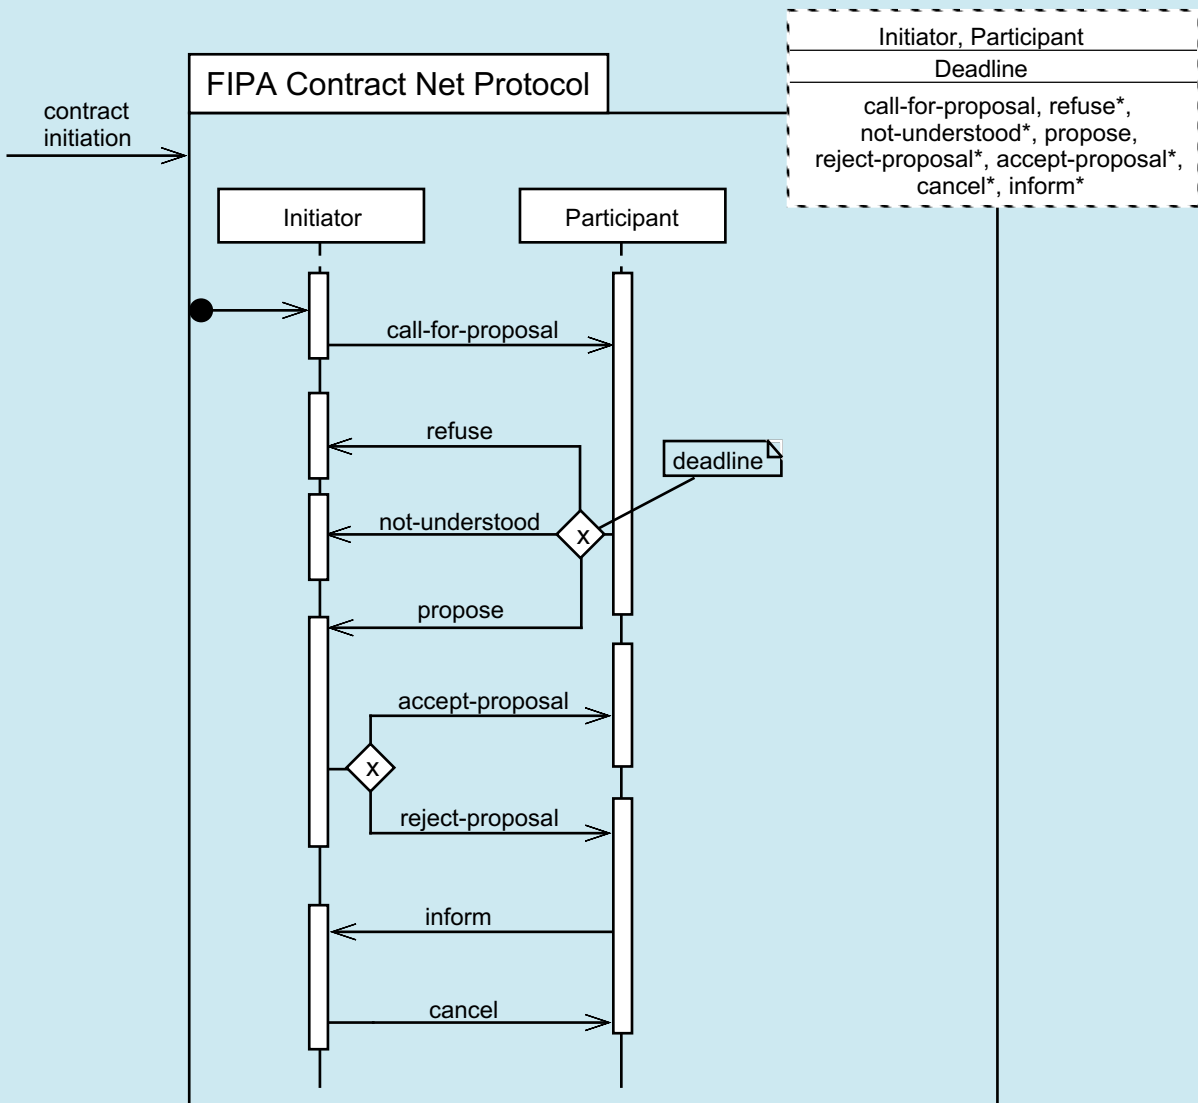 Initiator, Participant
Deadline
call-for-proposal, refuse*,
not-understood*, propose,
reject-proposal*, accept-proposal*,
cancel*, inform*
FIPA Contract Net Protocol
contract
initiation
Initiator
Participant
call-for-proposal
refuse
deadline
not-understood
x
propose
accept-proposal
x
reject-proposal
inform
cancel